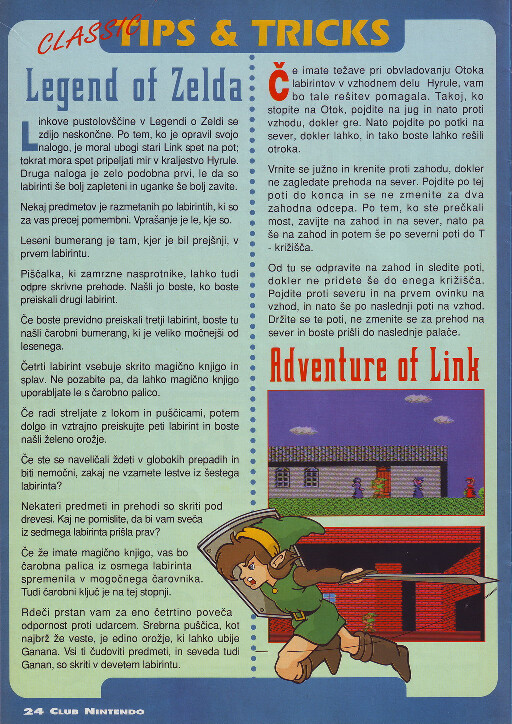 CLASSIC TIPS & TRICKS
Legend of Zelda
Linkove pustolovščine v Legendi o Zeldi se
zdijo neskončne. Po tem, ko je opravil svojo
nalogo, je moral ubogi stari Link spet na pot;
tokrat mora spet pripeljati mir v kraljestvo Hyrule.
Druga naloga je zelo podobna prvi, le da so
labirinti še bolj zapleteni in uganke še bolj zavite.
Nekaj predmetov je razmetanih po labirintih, ki so
za vas precej pomembni. Vprašanje je le, kje so.
Leseni bumerang je tam, kjer je bil prejšnji, v
prvem labirintu.
Piščalka, ki zamrzne nasprotnike, lahko tudi
odpre skrivne prehode. Našli jo boste, ko boste
preiskali drugi labirint.
Če boste previdno preiskali tretji labirint, boste tu
našli čarobni bumerang, ki je veliko močnejši od
lesenega.
Četrti labirint vsebuje skrito magično knjigo in
splav. Ne pozabite pa, da lahko magično knjigo
uporabljate le s čarobno palico.
Če radi streljate z lokom in puščicami, potem
dolgo in vztrajno preiskujte peti labirint in boste
našli želeno orožje.
Če ste se naveličali ždeti v globokih prepadih in
biti nemočni, zakaj ne vzamete lestve iz šestega
labirinta?
Nekateri predmeti in prehodi so skriti pod
drevesi. Kaj ne pomislite, da bi vam sveča
iz sedmega labirinta prišla prav?
Če že imate magično knjigo, vas bo
čarobna palica iz osmega labirinta
spremenila v mogočnega čarovnika.
Tudi čarobni ključ je na tej stopnji.
Rdeči prstan vam za eno četrtino poveča
odpornost proti udarcem. Srebrna puščica, kot
najbrž že veste, je edino orožje, ki lahko ubije
Ganana. Vsi ti čudoviti predmeti, in seveda tudi
Ganan, so skriti v devetem labirintu.
Če imate težave pri obvladovanju Otoka
labirintov v vzhodnem delu Hyrule, vam
bo tale rešitev pomagala. Takoj, ko
stopite na Otok, pojdite na jug in nato proti
vzhodu, dokler gre. Nato pojdite po potki na
sever, dokler lahko, in tako boste lahko rešili
otroka.
Vrnite se južno in krenite proti zahodu, dokler
ne zagledate prehoda na sever. Pojdite po tej
poti do konca in se ne zmenite za dva
zahodna odcepa. Po tem, ko ste prečkali
most, zavijte na zahod in na sever, nato pa
še na zahod in potem še po severni poti do T
- križišča.
Od tu se odpravite na zahod in sledite poti,
dokler ne pridete še do enega križišča.
Pojdite proti severu in na prvem ovinku na
vzhod, in nato še po naslednji poti na vzhod.
Držite se te poti, ne zmenite se za prehod na
sever in boste prišli do naslednje palače.
Adventure of Link
24 CLUB NINTENDO